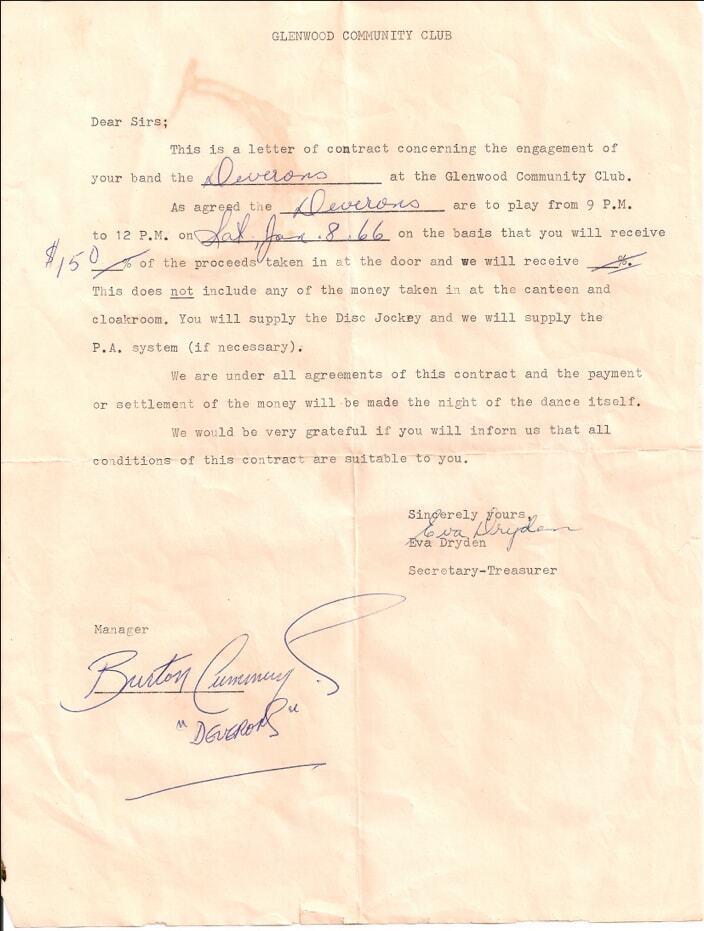 GLENWOOD COMMUNITY CLUB
Dear Sirs;
This is a letter of contract concerning the engagement of
your band the Deverons at the Glenwood Community Club.
As agreed the Deverons are to play from 9 P.M.
to 12 P.M. on Sat. Jan. 8.66 on the basis that you will receive
$150 % of the proceeds taken in at the door and we will receive %.
This does not include any of the money taken in at the canteen and
cloakroom. You will supply the Disc Jockey and we will supply the
P.A. system (if necessary).
We are under all agreements of this contract and the payment
or settlement of the money will be made the night of the dance itself.
We would be very grateful if you will inforn us that all
conditions of this contract are suitable to you.
Sincerely yours,
Eva Dryden
Eva Dryden
Secretary-Treasurer
Manager
Burton Cummings
"DEVERONS"